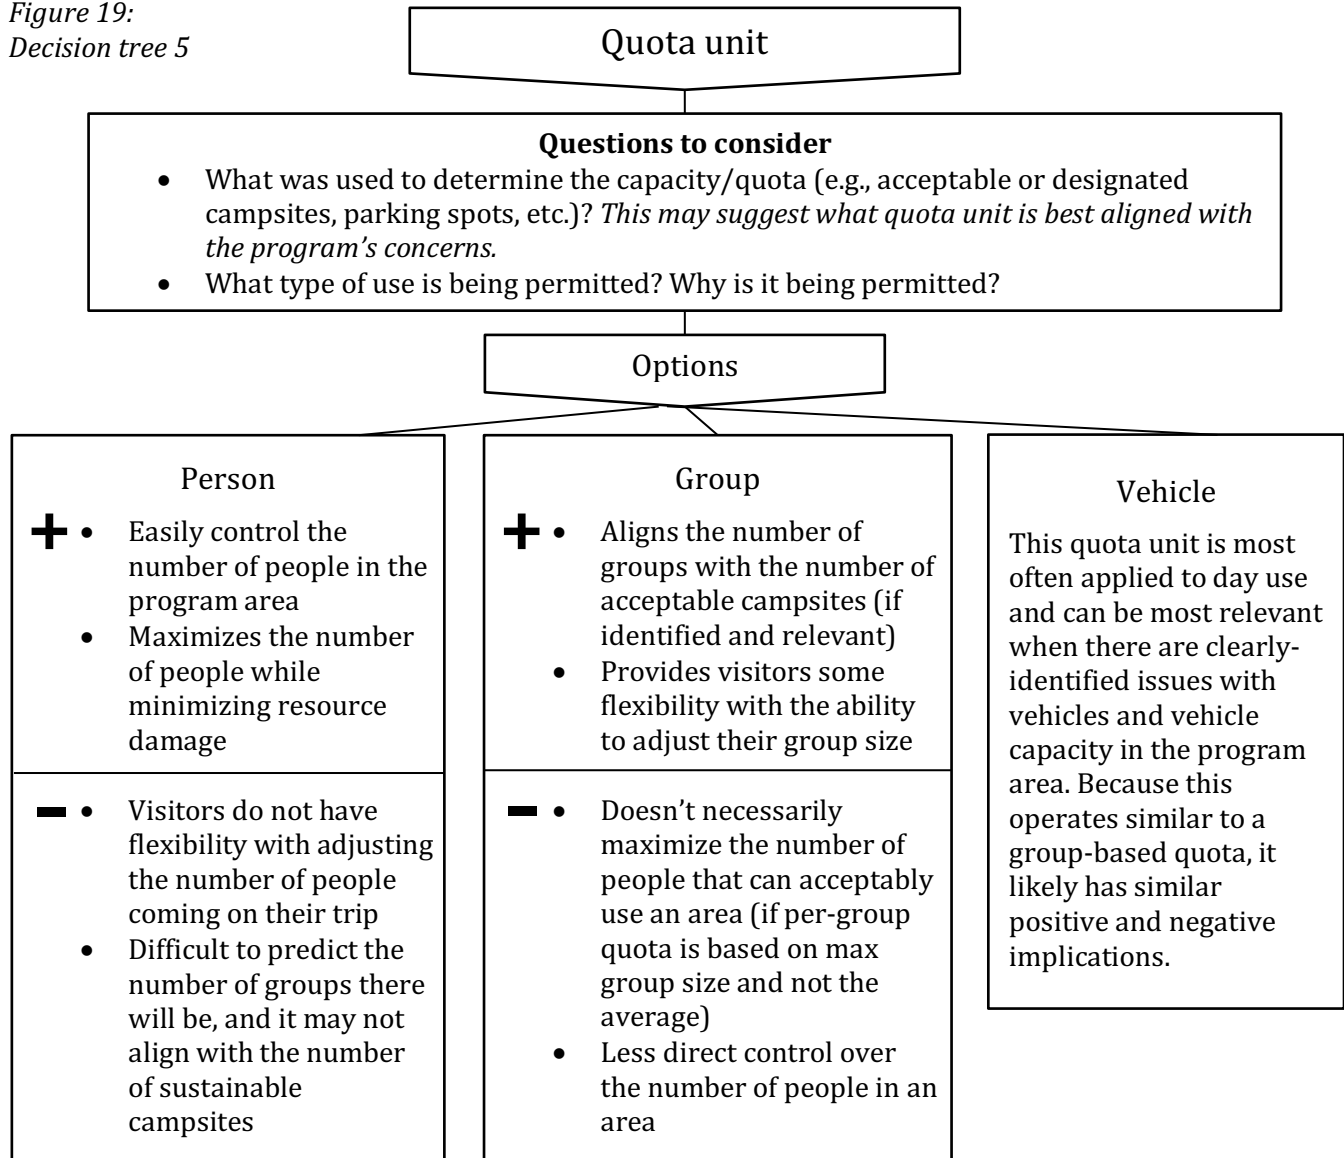 Figure 19:
Decision tree 5
Quota unit
Questions to consider
• What was used to determine the capacity/quota (e.g., acceptable or designated
campsites, parking spots, etc.)? This may suggest what quota unit is best aligned with
the program’s concerns.
• What type of use is being permitted? Why is it being permitted?
Options
Person
+ • Easily control the
number of people in the
program area
• Maximizes the number
of people while
minimizing resource
damage
- • Visitors do not have
flexibility with adjusting
the number of people
coming on their trip
• Difficult to predict the
number of groups there
will be, and it may not
align with the number
of sustainable
campsites
Group
+ • Aligns the number of
groups with the number of
acceptable campsites (if
identified and relevant)
• Provides visitors some
flexibility with the ability
to adjust their group size
- • Doesn’t necessarily
maximize the number of
people that can acceptably
use an area (if per-group
quota is based on max
group size and not the
average)
• Less direct control over
the number of people in an
area
Vehicle
This quota unit is most
often applied to day use
and can be most relevant
when there are clearly-
identified issues with
vehicles and vehicle
capacity in the program
area. Because this
operates similar to a
group-based quota, it
likely has similar
positive and negative
implications.